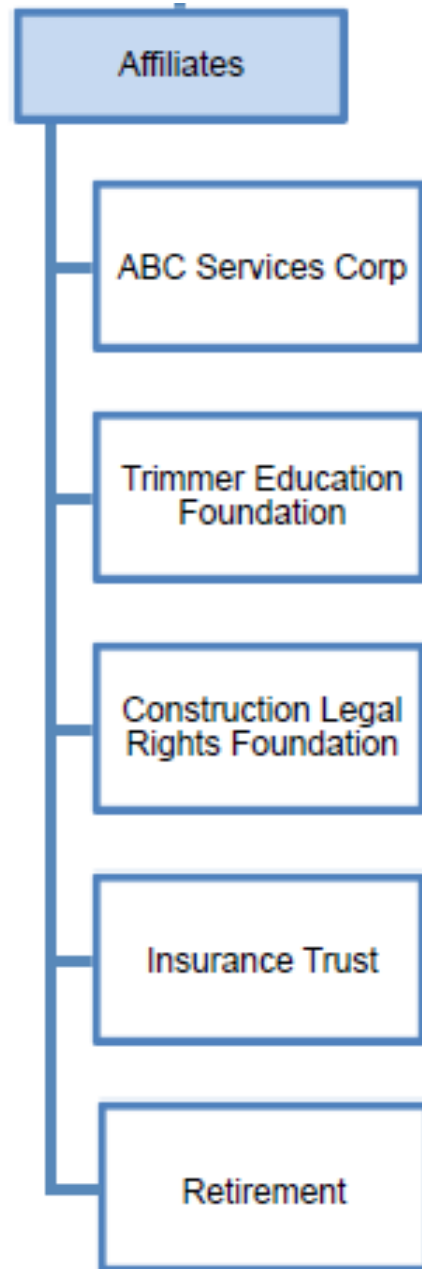 Affiliates
ABC Services Corp
Trimmer Education
Foundation
Construction Legal
Rights Foundation
Insurance Trust
Retirement